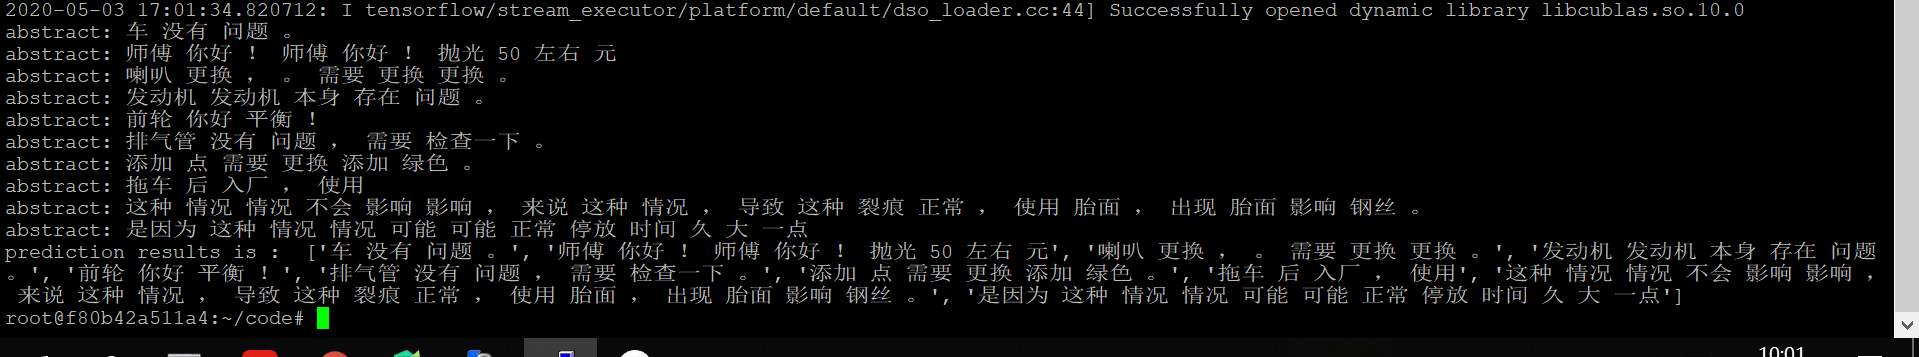 2020-05-03 17:01:34.820712: I tensorflow/stream_executor/platform/default/dso_loader.cc:44] Successfully opened dynamic library libcublas.so.10.0
abstract: 车 没有 问题 。
abstract: 师傅 你好 ！ 师傅 你好 ！ 抛光 50 左右 元
abstract: 喇叭 更换 ， 。 需要 更换 更换 。
abstract: 发动机 发动机 本身 存在 问题 。
abstract: 前轮 你好 平衡 ！
abstract: 排气管 没有 问题 ， 需要 检查一下 。
abstract: 添加 点 需要 更换 添加 绿色 。
abstract: 拖车 后 入厂 ， 使用
abstract: 这种 情况 情况 不会 影响 影响 ， 来说 这种 情况 ， 导致 这种 裂痕 正常 ， 使用 胎面 ， 出现 胎面 影响 钢丝 。
abstract: 是因为 这种 情况 情况 可能 可能 正常 停放 时间 久 大 一点
prediction results is :  ['车 没有 问题 。', '师傅 你好 ！ 师傅 你好 ！ 抛光 50 左右 元', '喇叭 更换 ， 。 需要 更换 更换 。', '发动机 发动机 本身 存在 问题
。', '前轮 你好 平衡 ！', '排气管 没有 问题 ， 需要 检查一下 。', '添加 点 需要 更换 添加 绿色 。', '拖车 后 入厂 ， 使用', '这种 情况 情况 不会 影响 影响 ，
来说 这种 情况 ， 导致 这种 裂痕 正常 ， 使用 胎面 ， 出现 胎面 影响 钢丝 。', '是因为 这种 情况 情况 可能 可能 正常 停放 时间 久 大 一点']
root@f80b42a511a4:~/code#
10:01